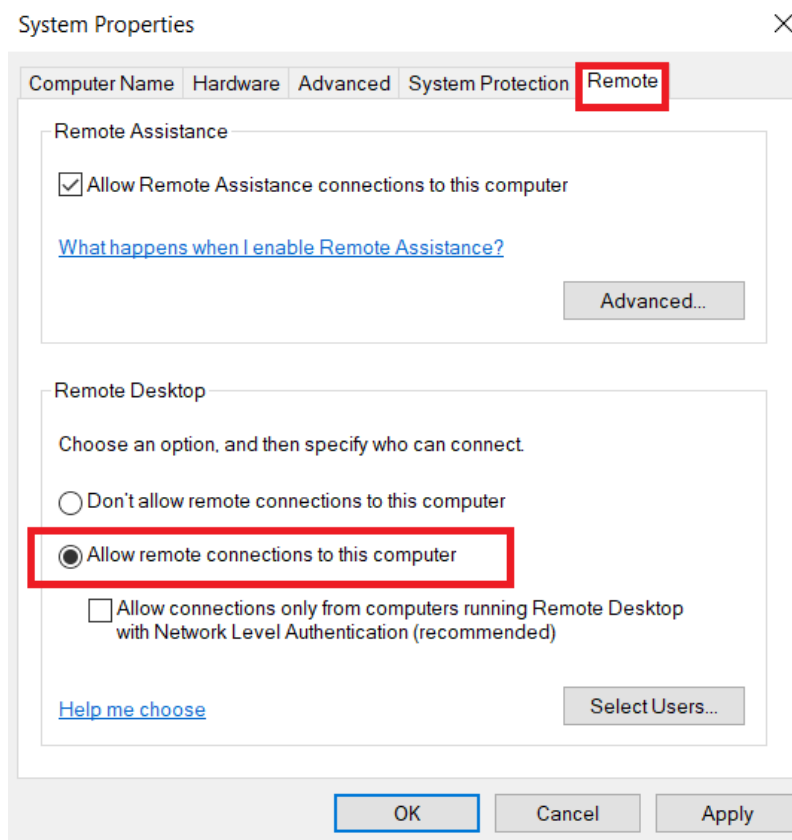 System Properties
Computer Name Hardware Advanced System Protection Remote
Remote Assistance
Allow Remote Assistance connections to this computer
What happens when I enable Remote Assistance?
Advanced...
Remote Desktop
Choose an option, and then specify who can connect.
Don't allow remote connections to this computer
Allow remote connections to this computer
Allow connections only from computers running Remote Desktop
with Network Level Authentication (recommended)
Help me choose
Select Users...
OK Cancel Apply